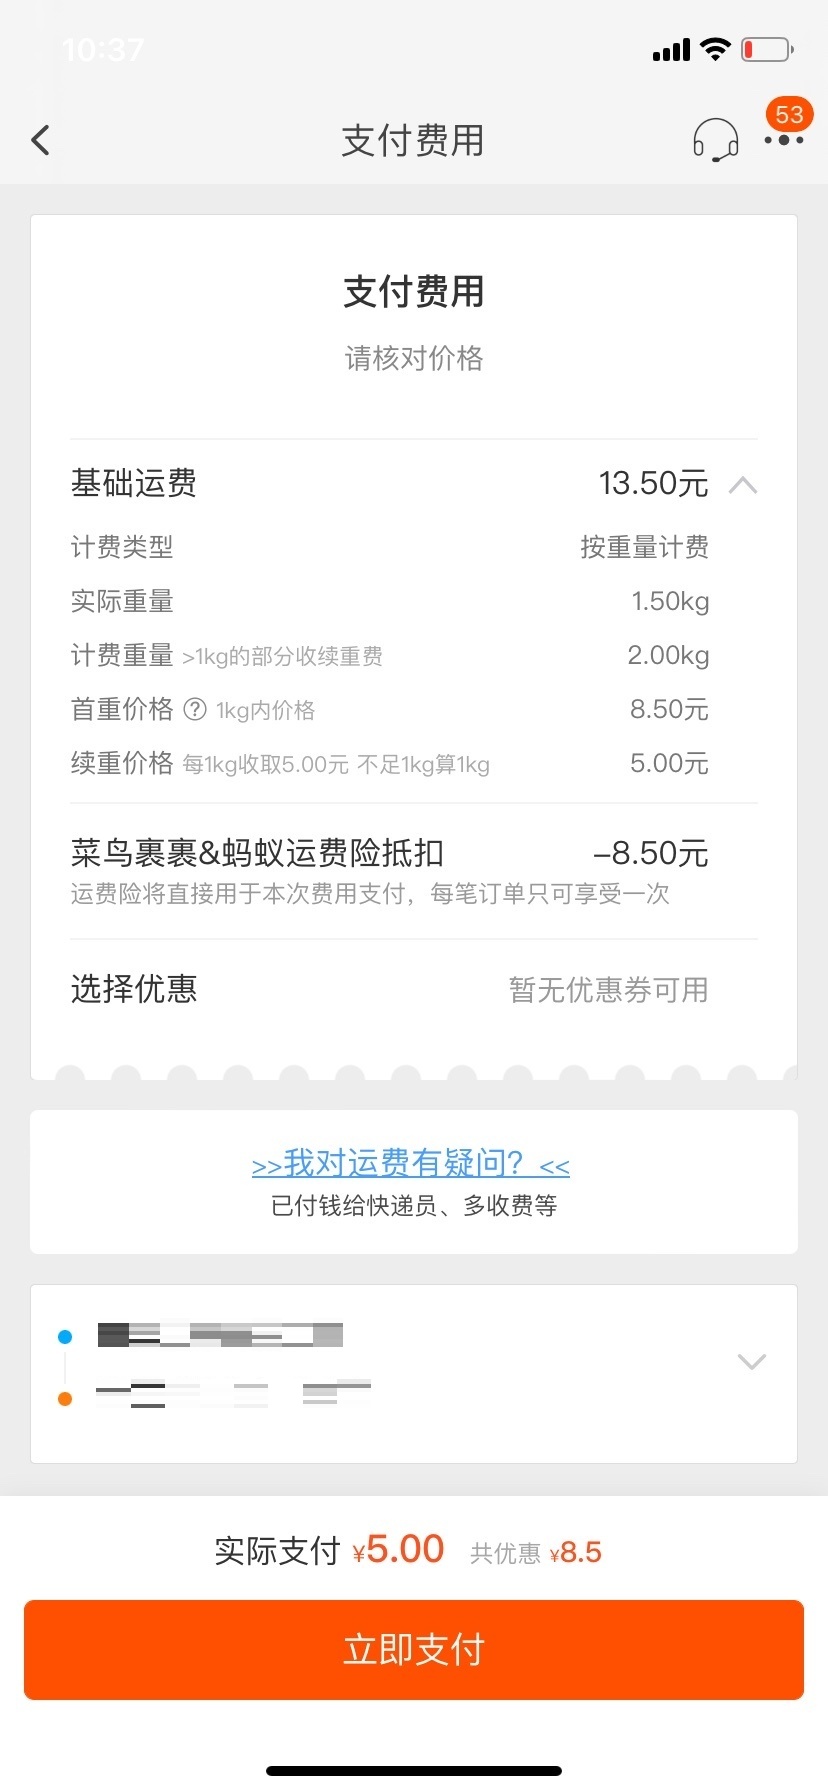 10:37
支付费用
53
支付费用
请核对价格
基础运费 13.50元
计费类型 按重量计费
实际重量 1.50kg
计费重量 >1kg的部分收续重费 2.00kg
首重价格 ? 1kg内价格 8.50元
续重价格 每1kg收取5.00元 不足1kg算1kg 5.00元
菜鸟裹裹&蚂蚁运费险抵扣 –8.50元
运费险将直接用于本次费用支付，每笔订单只可享受一次
选择优惠 暂无优惠券可用
>>我对运费有疑问？<<
已付钱给快递员、多收费等
实际支付 ¥5.00 共优惠 ¥8.5
立即支付